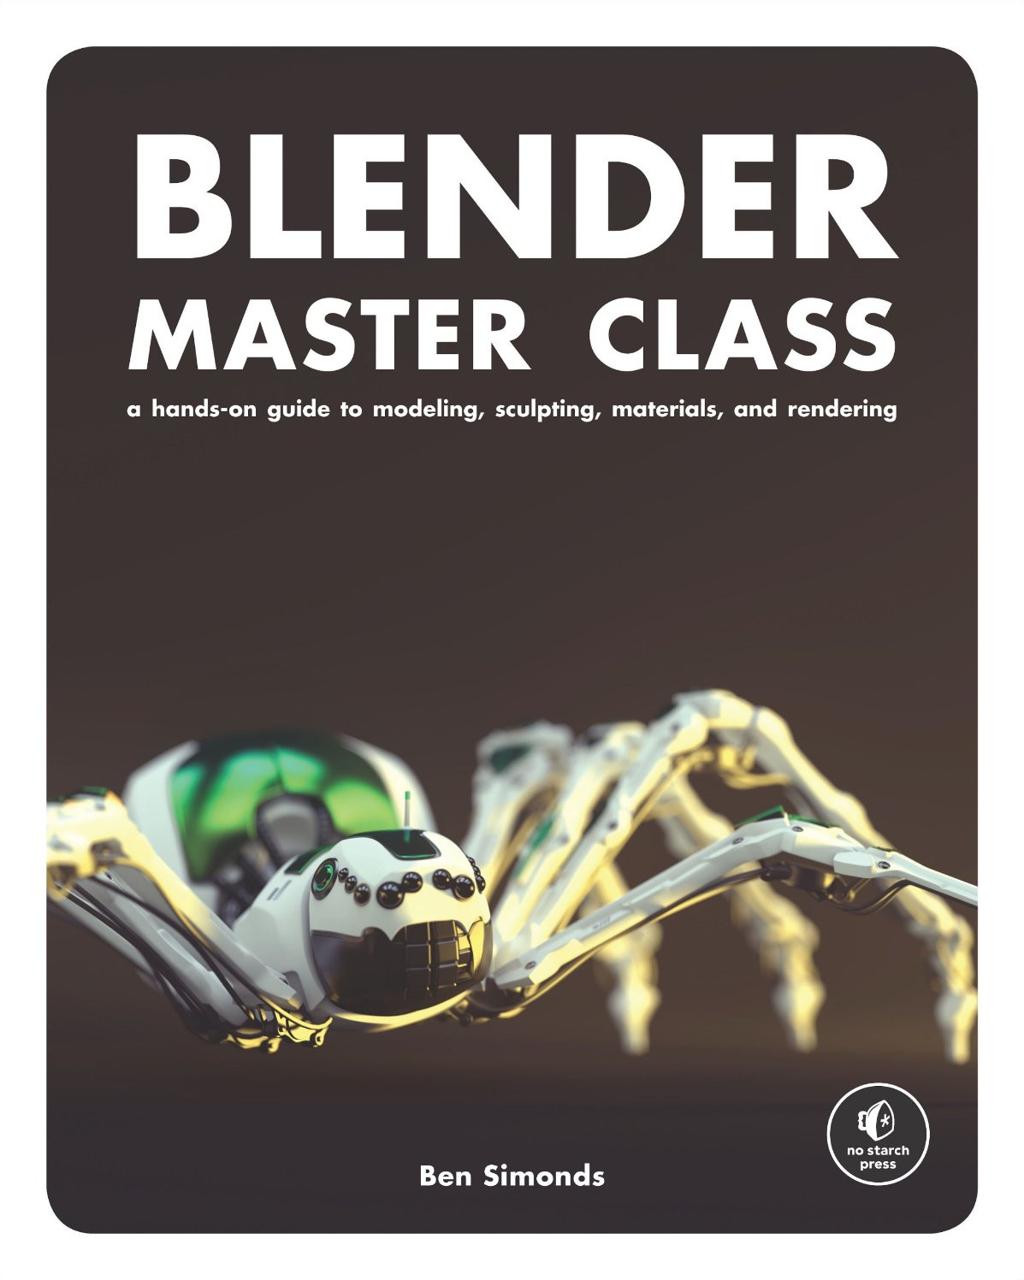 BLENDER
MASTER CLASS
a hands-on guide to modeling, sculpting, materials, and rendering
Ben Simonds
no starch
press